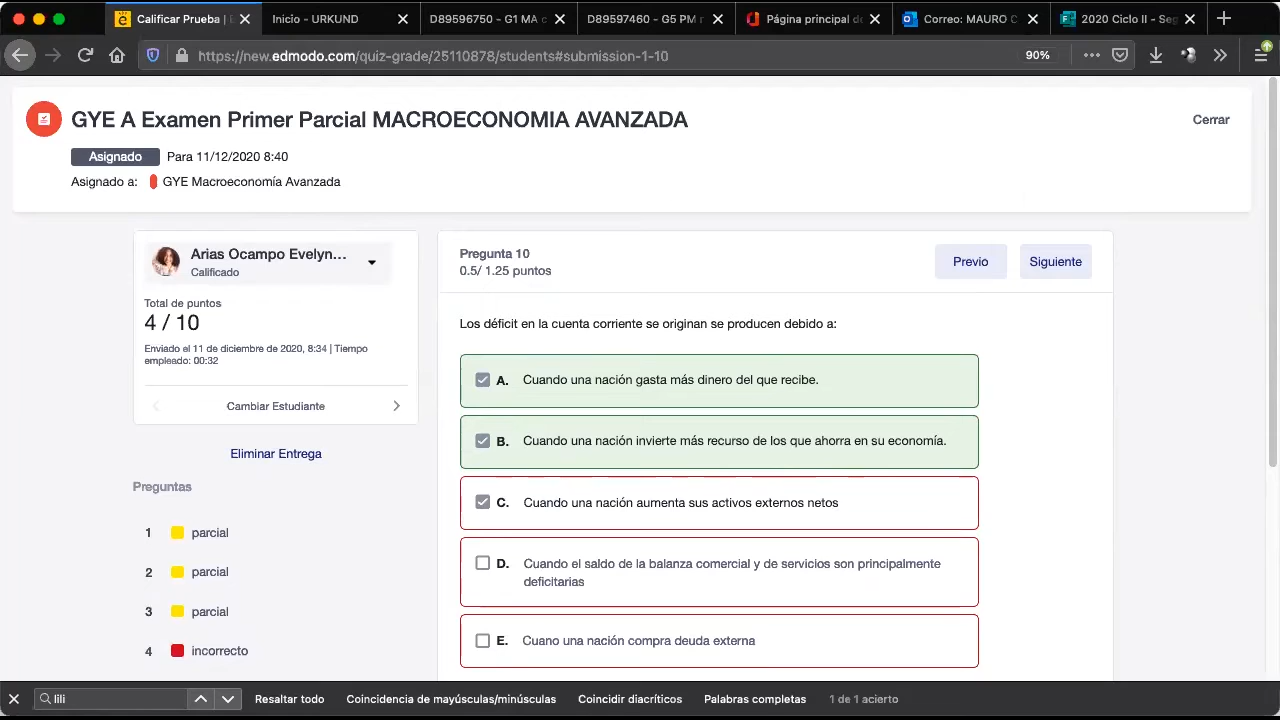 Calificar Prueba | E
Inicio - URKUND
D89596750 - G1 MA c
D89597460 - G5 PM r
Página principal de
Correo: MAURO C
2020 Ciclo II - Seg
https://new.edmodo.com/quiz-grade/25110878/students#submission-1-10
90%
GYE A Examen Primer Parcial MACROECONOMIA AVANZADA
Cerrar
Asignado Para 11/12/2020 8:40
Asignado a: GYE Macroeconomía Avanzada
Arias Ocampo Evelyn...
Calificado
Total de puntos
4 / 10
Enviado el 11 de diciembre de 2020, 8:34 | Tiempo
empleado: 00:32
Cambiar Estudiante
Eliminar Entrega
Preguntas
1 parcial
2 parcial
3 parcial
4 incorrecto
Pregunta 10
0.5/ 1.25 puntos
Previo
Siguiente
Los déficit en la cuenta corriente se originan se producen debido a:
A. Cuando una nación gasta más dinero del que recibe.
B. Cuando una nación invierte más recurso de los que ahorra en su economía.
C. Cuando una nación aumenta sus activos externos netos
D. Cuando el saldo de la balanza comercial y de servicios son principalmente
deficitarias
E. Cuano una nación compra deuda externa
lili
Resaltar todo
Coincidencia de mayúsculas/minúsculas
Coincidir diacríticos
Palabras completas
1 de 1 acierto